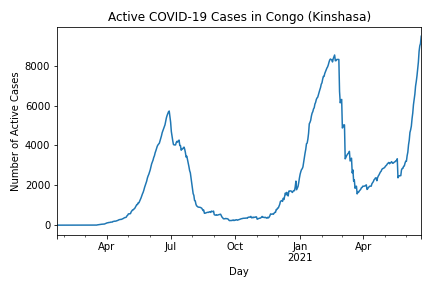 Active COVID-19 Cases in Congo (Kinshasa)
Number of Active Cases
8000
6000
4000
2000
0
Apr
Jul
Oct
Jan
2021
Apr
Day